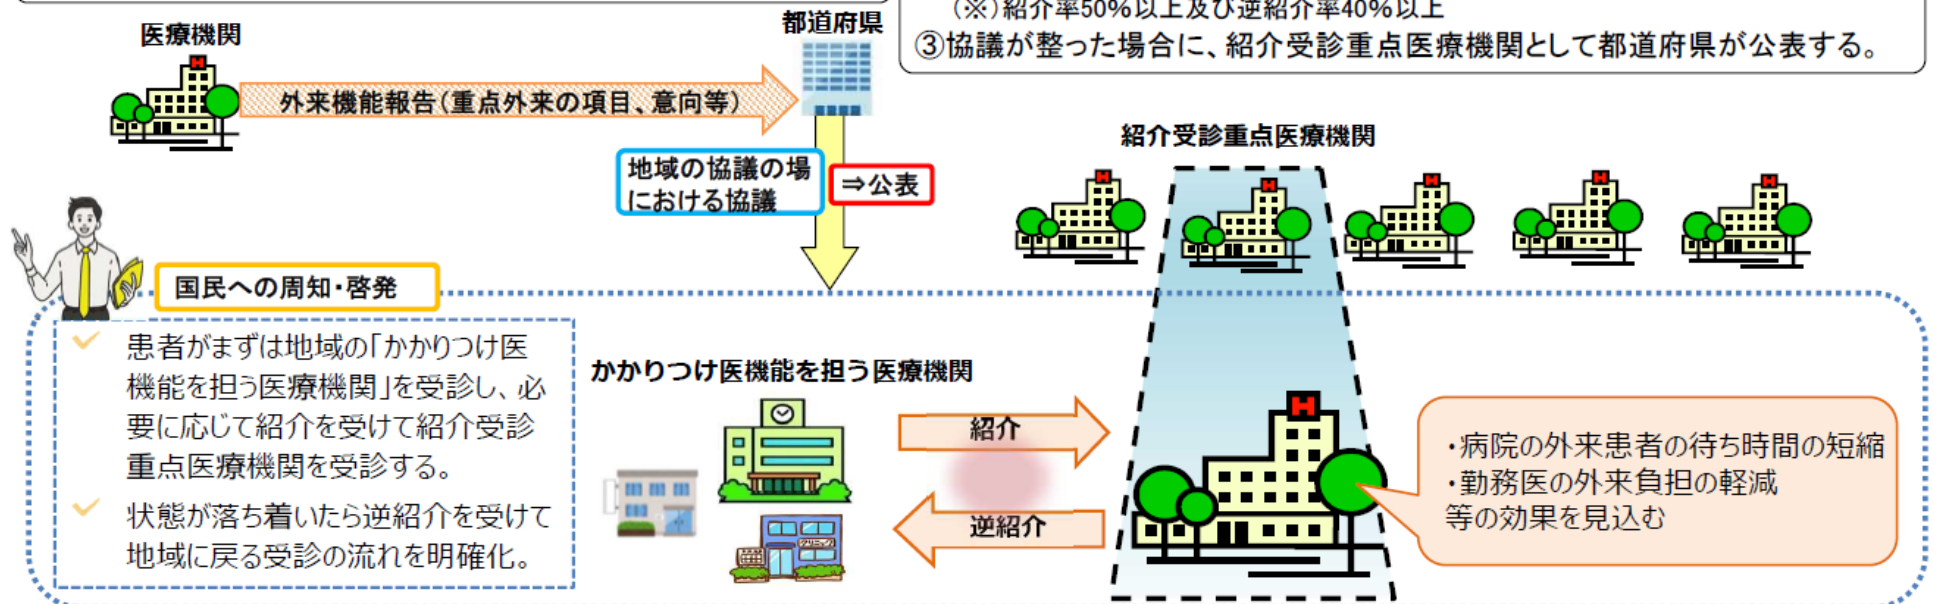 (※)紹介率50%以上及び逆紹介率40%以上
③協議が整った場合に、紹介受診重点医療機関として都道府県が公表する。
医療機関
都道府県
外来機能報告(重点外来の項目、意向等)
地域の協議の場
における協議
⇒公表
紹介受診重点医療機関
国民への周知・啓発
患者がまずは地域の「かかりつけ医
機能を担う医療機関」を受診し、必
要に応じて紹介を受けて紹介受診
重点医療機関を受診する。
状態が落ち着いたら逆紹介を受けて
地域に戻る受診の流れを明確化。
かかりつけ医機能を担う医療機関
クリニック
紹介
逆紹介
・病院の外来患者の待ち時間の短縮
・勤務医の外来負担の軽減
等の効果を見込む
H
H
H
H
H
H
H